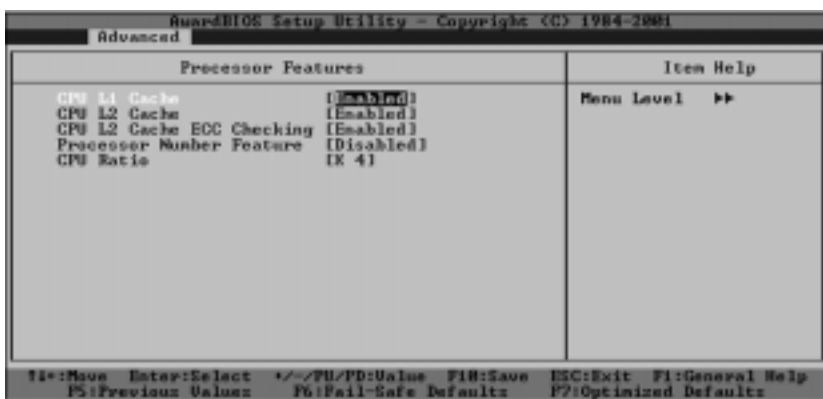 AwardBIOS Setup Utility - Copyright (C) 1984-2001
Advanced
Processor Features
Item Help
CPU L1 Cache [Enabled]
CPU L2 Cache [Enabled]
CPU L2 Cache ECC Checking [Enabled]
Processor Number Feature [Disabled]
CPU Ratio [X 4]
Menu Level ▸▸
↑↓←:Move Enter:Select +/-/PU/PD:Value F10:Save ESC:Exit F1:General Help
F5:Previous Values F6:Fail-Safe Defaults F7:Optimized Defaults